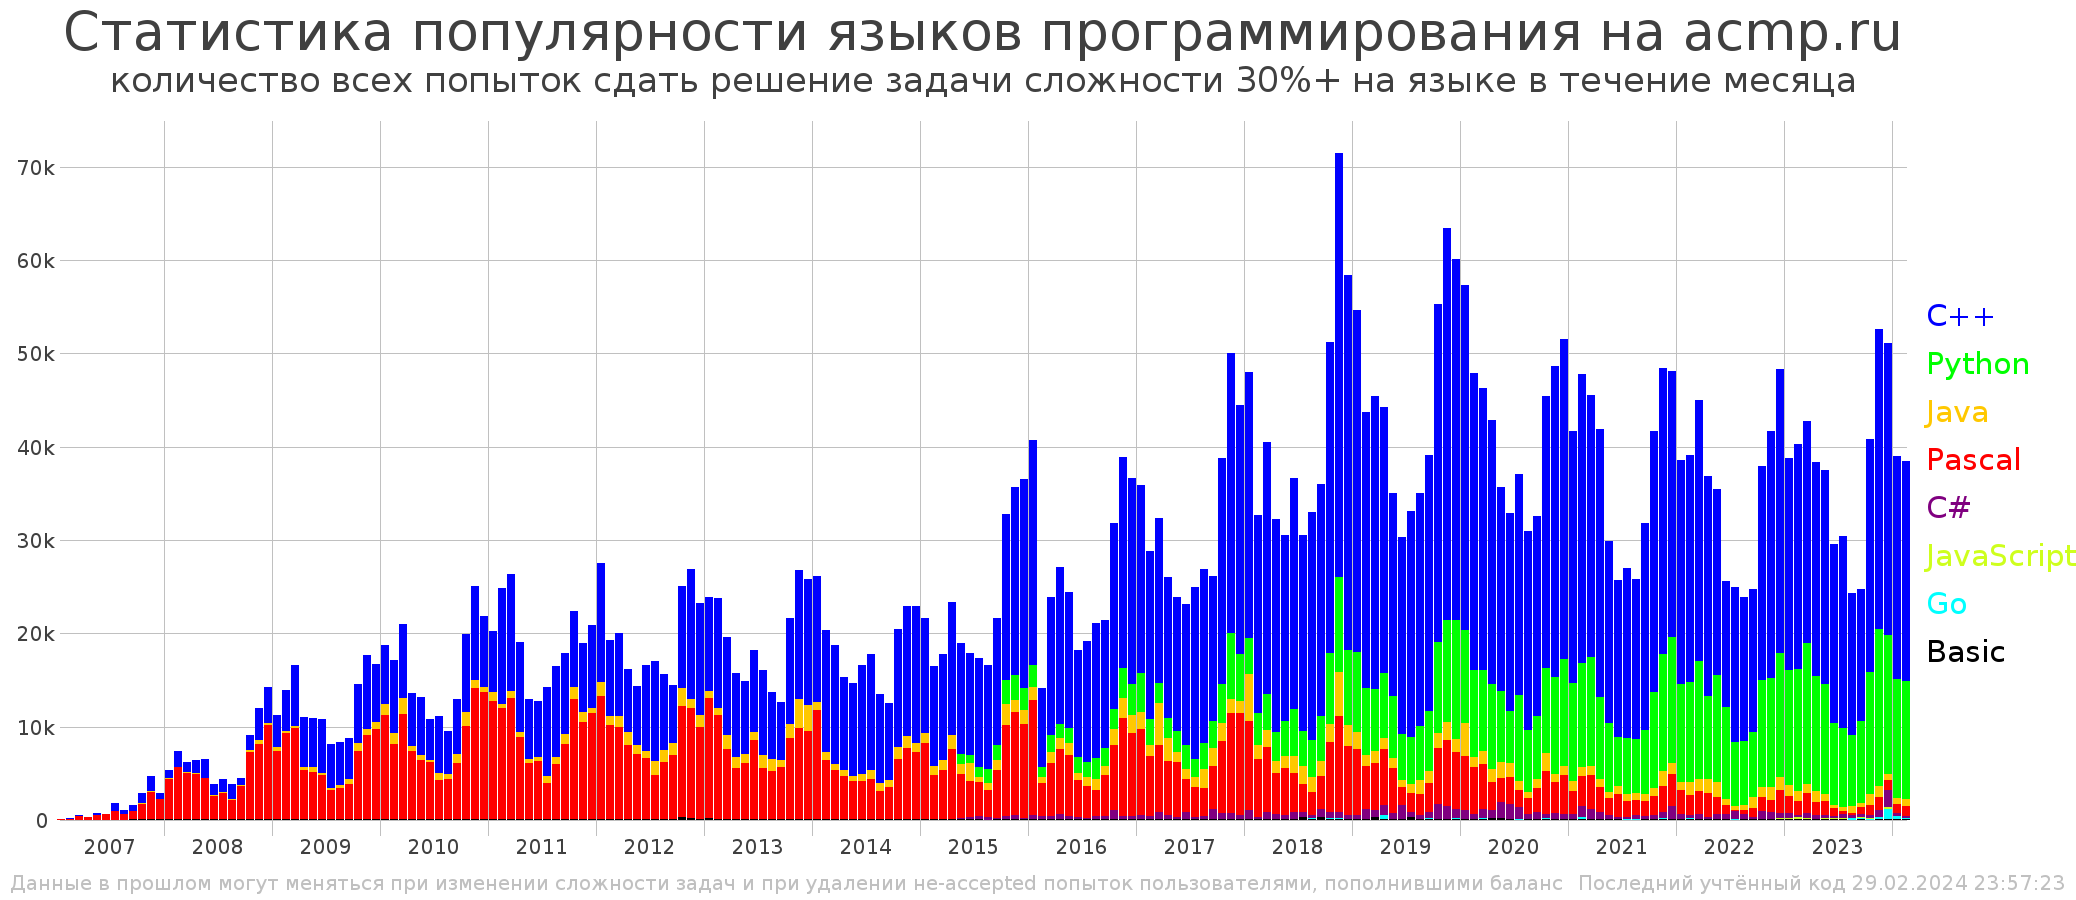 Статистика популярности языков программирования на acmp.ru
количество всех попыток сдать решение задачи сложности 30%+ на языке в течение месяца
70k
60k
50k
40k
30k
20k
10k
0
C++
Python
Java
Pascal
C#
JavaScript
Go
Basic
2007 2008 2009 2010 2011 2012 2013 2014 2015 2016 2017 2018 2019 2020 2021 2022 2023
Данные в прошлом могут меняться при изменении сложности задач и при удалении не-accepted попыток пользователями, пополнившими баланс Последний учтённый код 29.02.2024 23:57:23